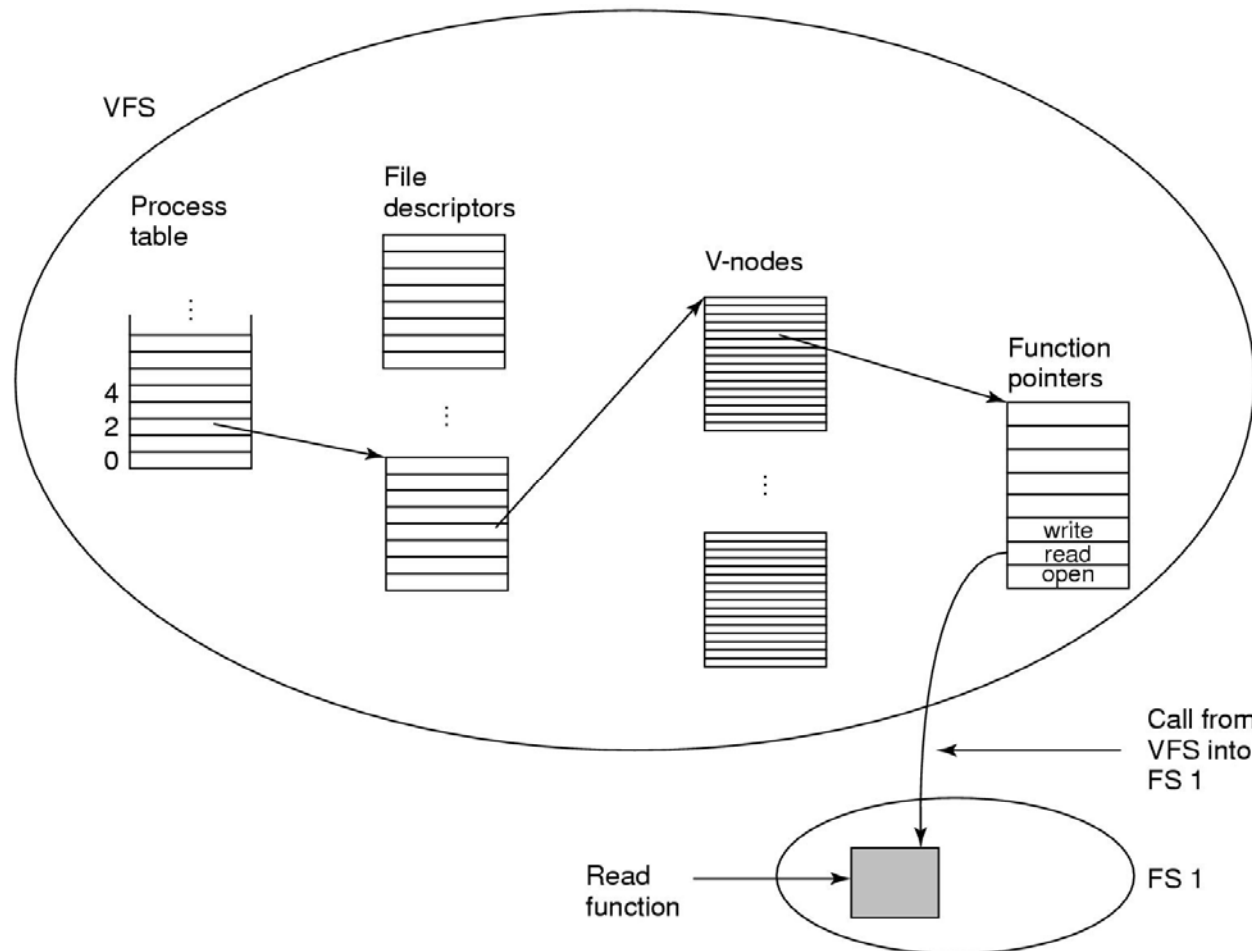 VFS
Process
table
⋮
4
2
0
File
descriptors
⋮
V-nodes
⋮
Function
pointers
write
read
open
Call from
VFS into
FS 1
Read
function
FS 1